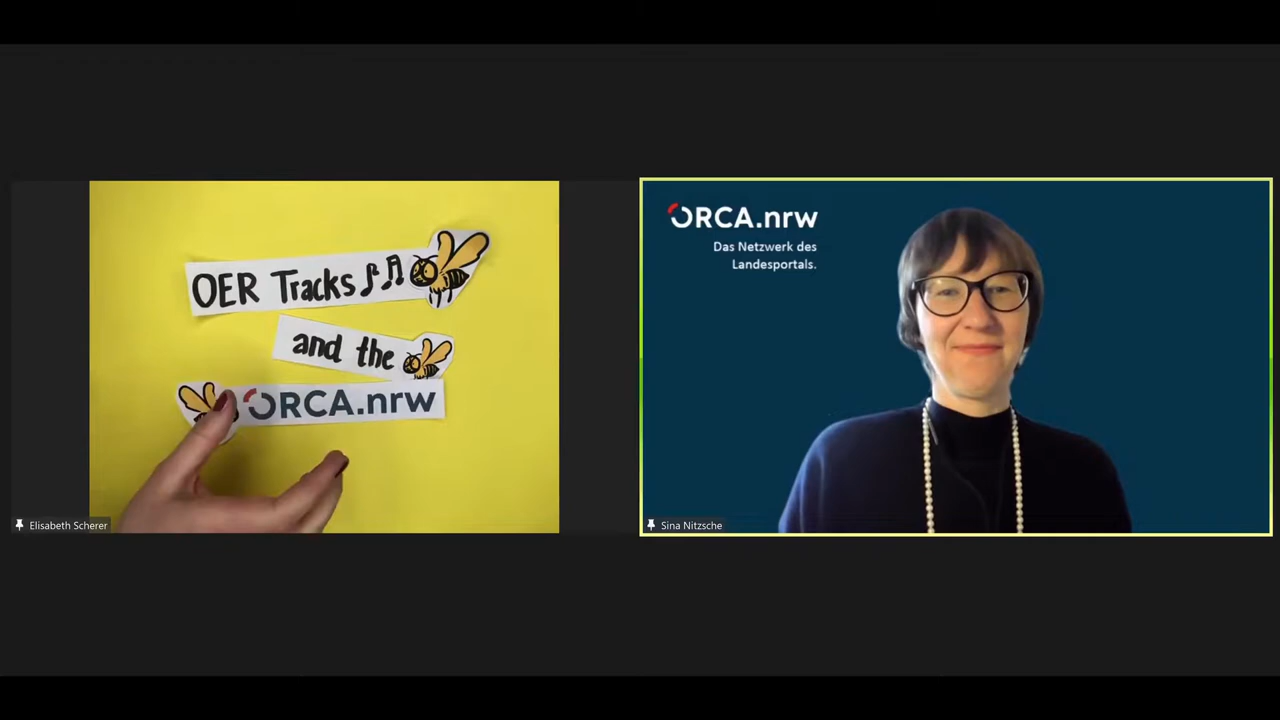 OER Tracks
and the
ORCA.nrw
Elisabeth Scherer
ORCA.nrw
Das Netzwerk des
Landesportals.
Sina Nitzsche